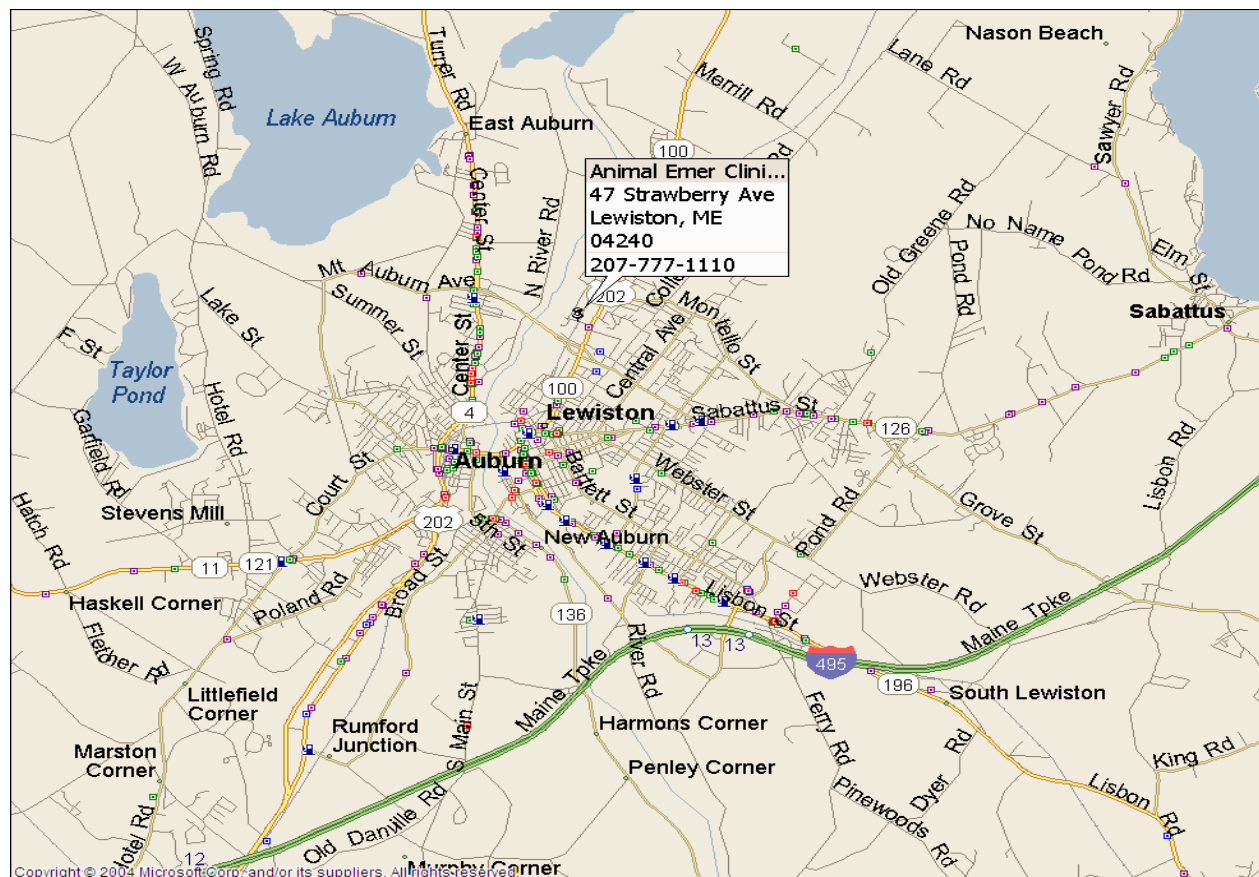 Nason Beach
Spring Rd
W Auburn Rd
Turner Rd
Lane Rd
Merrill Rd
Sawyer Rd
Lake Auburn
East Auburn
100
Animal Emer Clini...
47 Strawberry Ave
Lewiston, ME
04240
207-777-1110
Center St
N River Rd
Old Greene Rd
No Name Pond Rd
Pond Rd
Elm St
Mt Auburn Ave
202
Colle
Montello St
Sabattus
Summer St
Lake St
F St
Taylor
Pond
Center St
Central Ave
Hotel Rd
100
4
Lewiston
Sabattus St
126
Garfield Rd
Court St
Auburn
Bartlett St
Webster St
Lisbon Rd
Hatch Rd
Stevens Mill
202
5th St
New Auburn
Pond Rd
Grove St
11
121
Haskell Corner
Poland Rd
Broad St
136
Lisbon St
Webster Rd
Maine Tpke
Fletcher Rd
River Rd
13
13
495
196
South Lewiston
Littlefield
Corner
Rumford
Junction
S Main St
Maine Tpke
Harmons Corner
Ferry Rd
Marston
Corner
Penley Corner
Dyer Rd
King Rd
Pinewoods Rd
Lisbon Rd
Hotel Rd
12
Old Danville Rd
Murphy Corner
Copyright © 2004 Microsoft Corp. and/or its suppliers. All rights reserved.